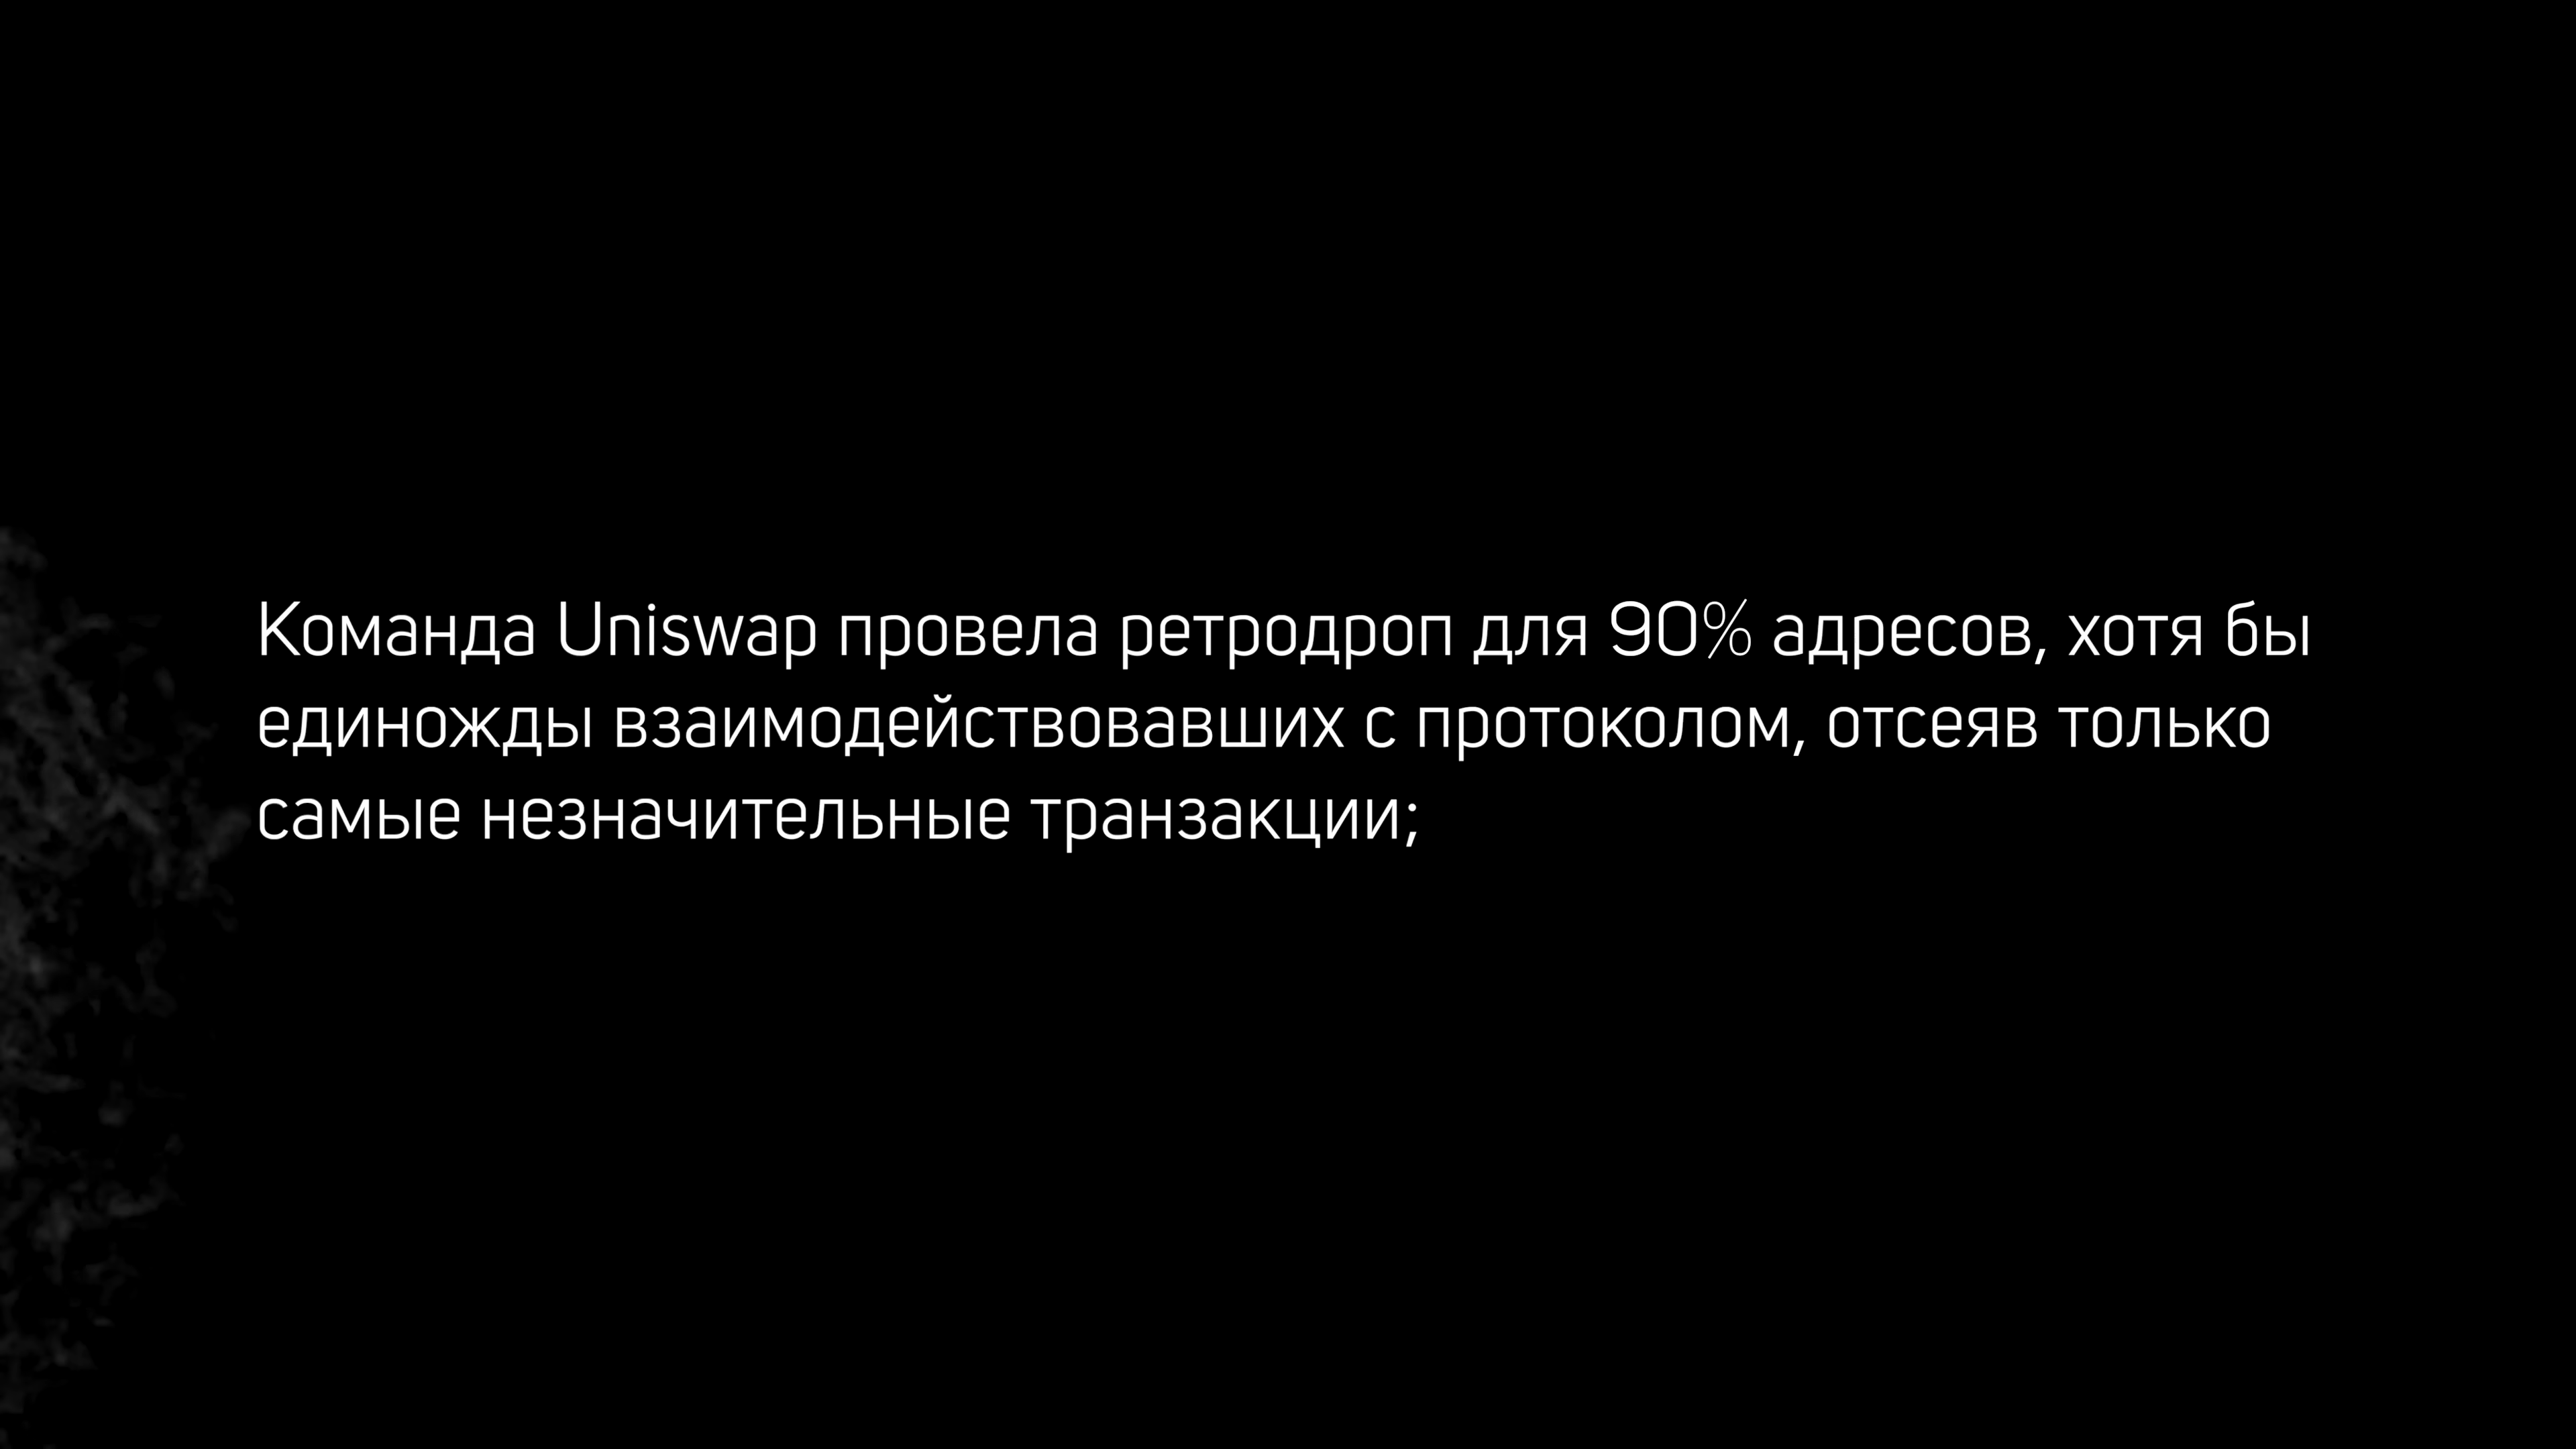 Команда Uniswap провела ретродроп для 90% адресов, хотя бы
единожды взаимодействовавших с протоколом, отсеяв только
самые незначительные транзакции;